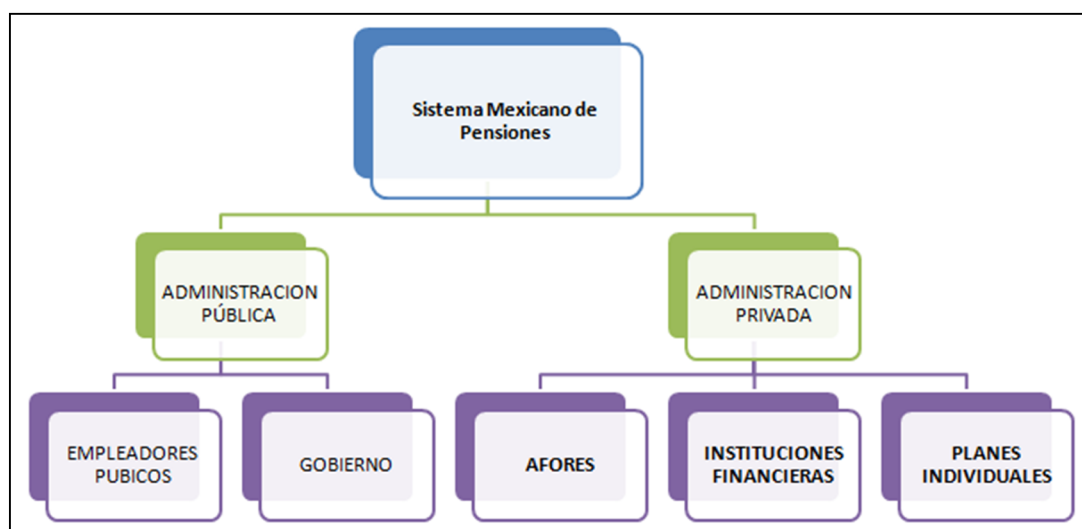 Sistema Mexicano de
Pensiones
ADMINISTRACION
PÚBLICA
ADMINISTRACION
PRIVADA
EMPLEADORES
PUBICOS
GOBIERNO
AFORES
INSTITUCIONES
FINANCIERAS
PLANES
INDIVIDUALES